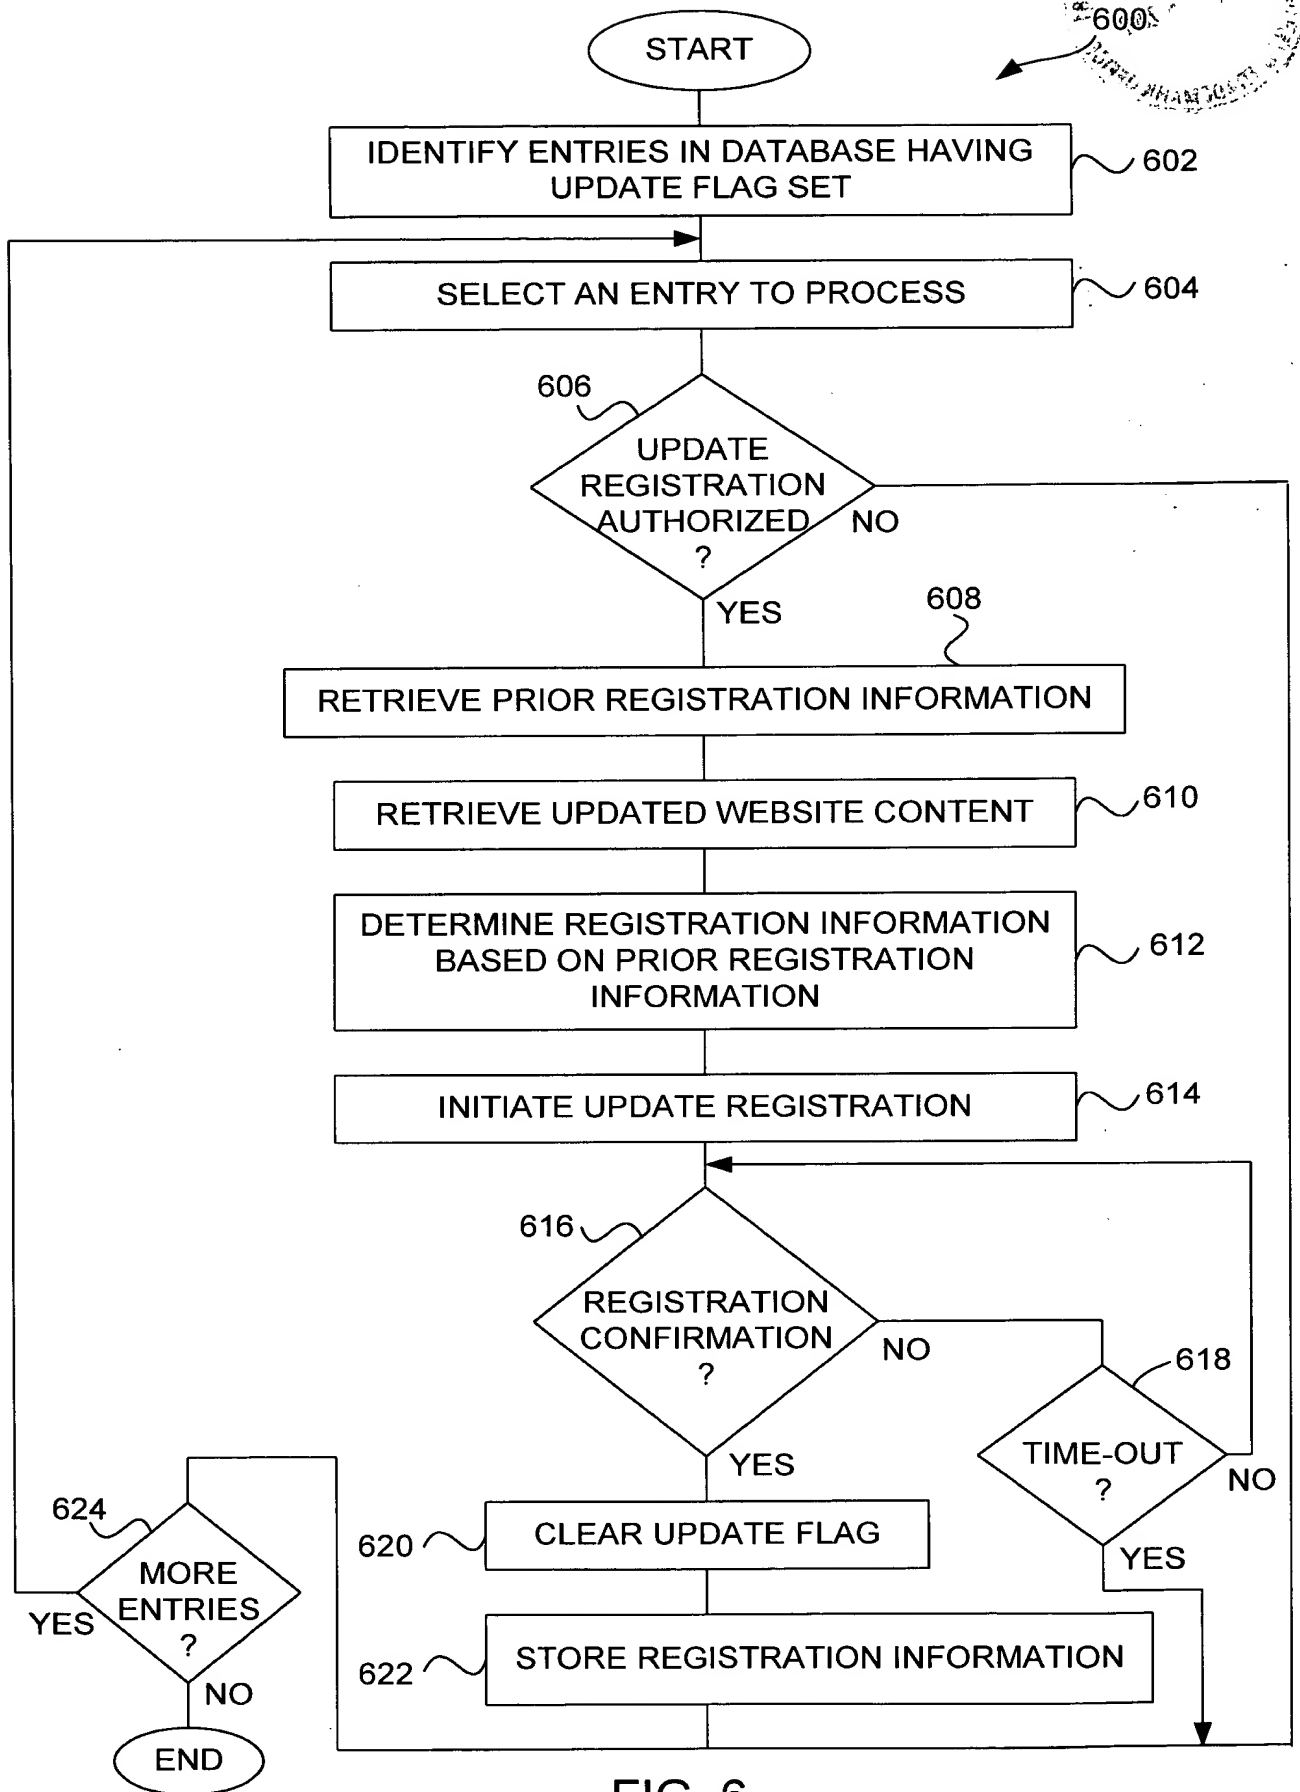 600
START
IDENTIFY ENTRIES IN DATABASE HAVING
UPDATE FLAG SET
602
SELECT AN ENTRY TO PROCESS
604
606
UPDATE
REGISTRATION
AUTHORIZED
?
NO
YES
608
RETRIEVE PRIOR REGISTRATION INFORMATION
RETRIEVE UPDATED WEBSITE CONTENT
610
DETERMINE REGISTRATION INFORMATION
BASED ON PRIOR REGISTRATION
INFORMATION
612
INITIATE UPDATE REGISTRATION
614
616
REGISTRATION
CONFIRMATION
?
NO
618
TIME-OUT
?
NO
YES
YES
624
MORE
ENTRIES
?
YES
NO
END
620
CLEAR UPDATE FLAG
622
STORE REGISTRATION INFORMATION
FIG. 6